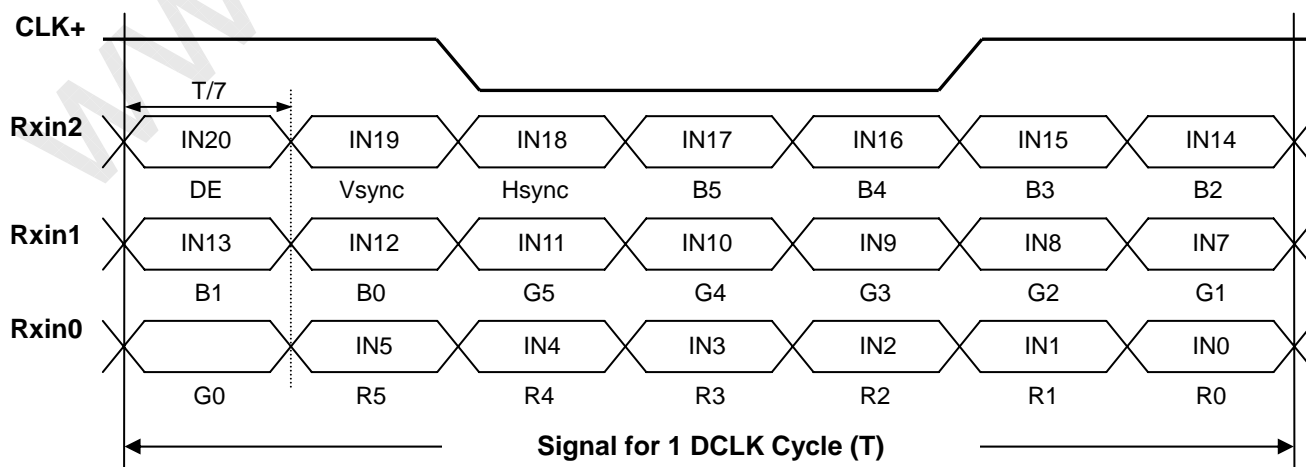 CLK+
T/7
Rxin2 IN20 IN19 IN18 IN17 IN16 IN15 IN14
DE Vsync Hsync B5 B4 B3 B2
Rxin1 IN13 IN12 IN11 IN10 IN9 IN8 IN7
B1 B0 G5 G4 G3 G2 G1
Rxin0 IN5 IN4 IN3 IN2 IN1 IN0
G0 R5 R4 R3 R2 R1 R0
Signal for 1 DCLK Cycle (T)